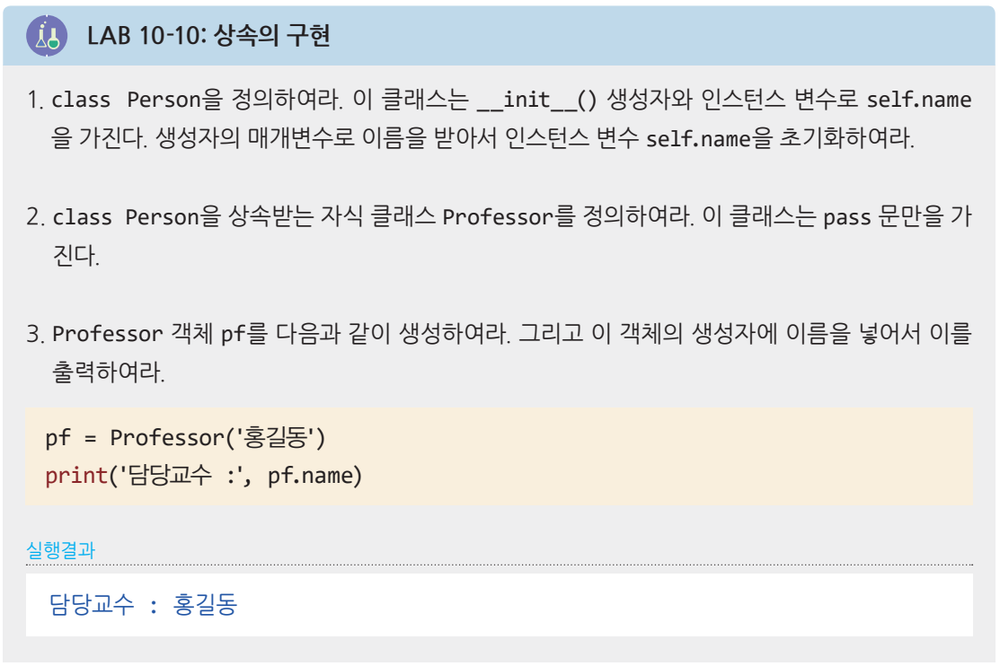 LAB 10-10: 상속의 구현
1. class Person을 정의하여라. 이 클래스는 __init__() 생성자와 인스턴스 변수로 self.name
을 가진다. 생성자의 매개변수로 이름을 받아서 인스턴스 변수 self.name을 초기화하여라.
2. class Person을 상속받는 자식 클래스 Professor를 정의하여라. 이 클래스는 pass 문만을 가
진다.
3. Professor 객체 pf를 다음과 같이 생성하여라. 그리고 이 객체의 생성자에 이름을 넣어서 이를
출력하여라.
pf = Professor('홍길동')
print('담당교수 :', pf.name)
실행결과
담당교수 : 홍길동